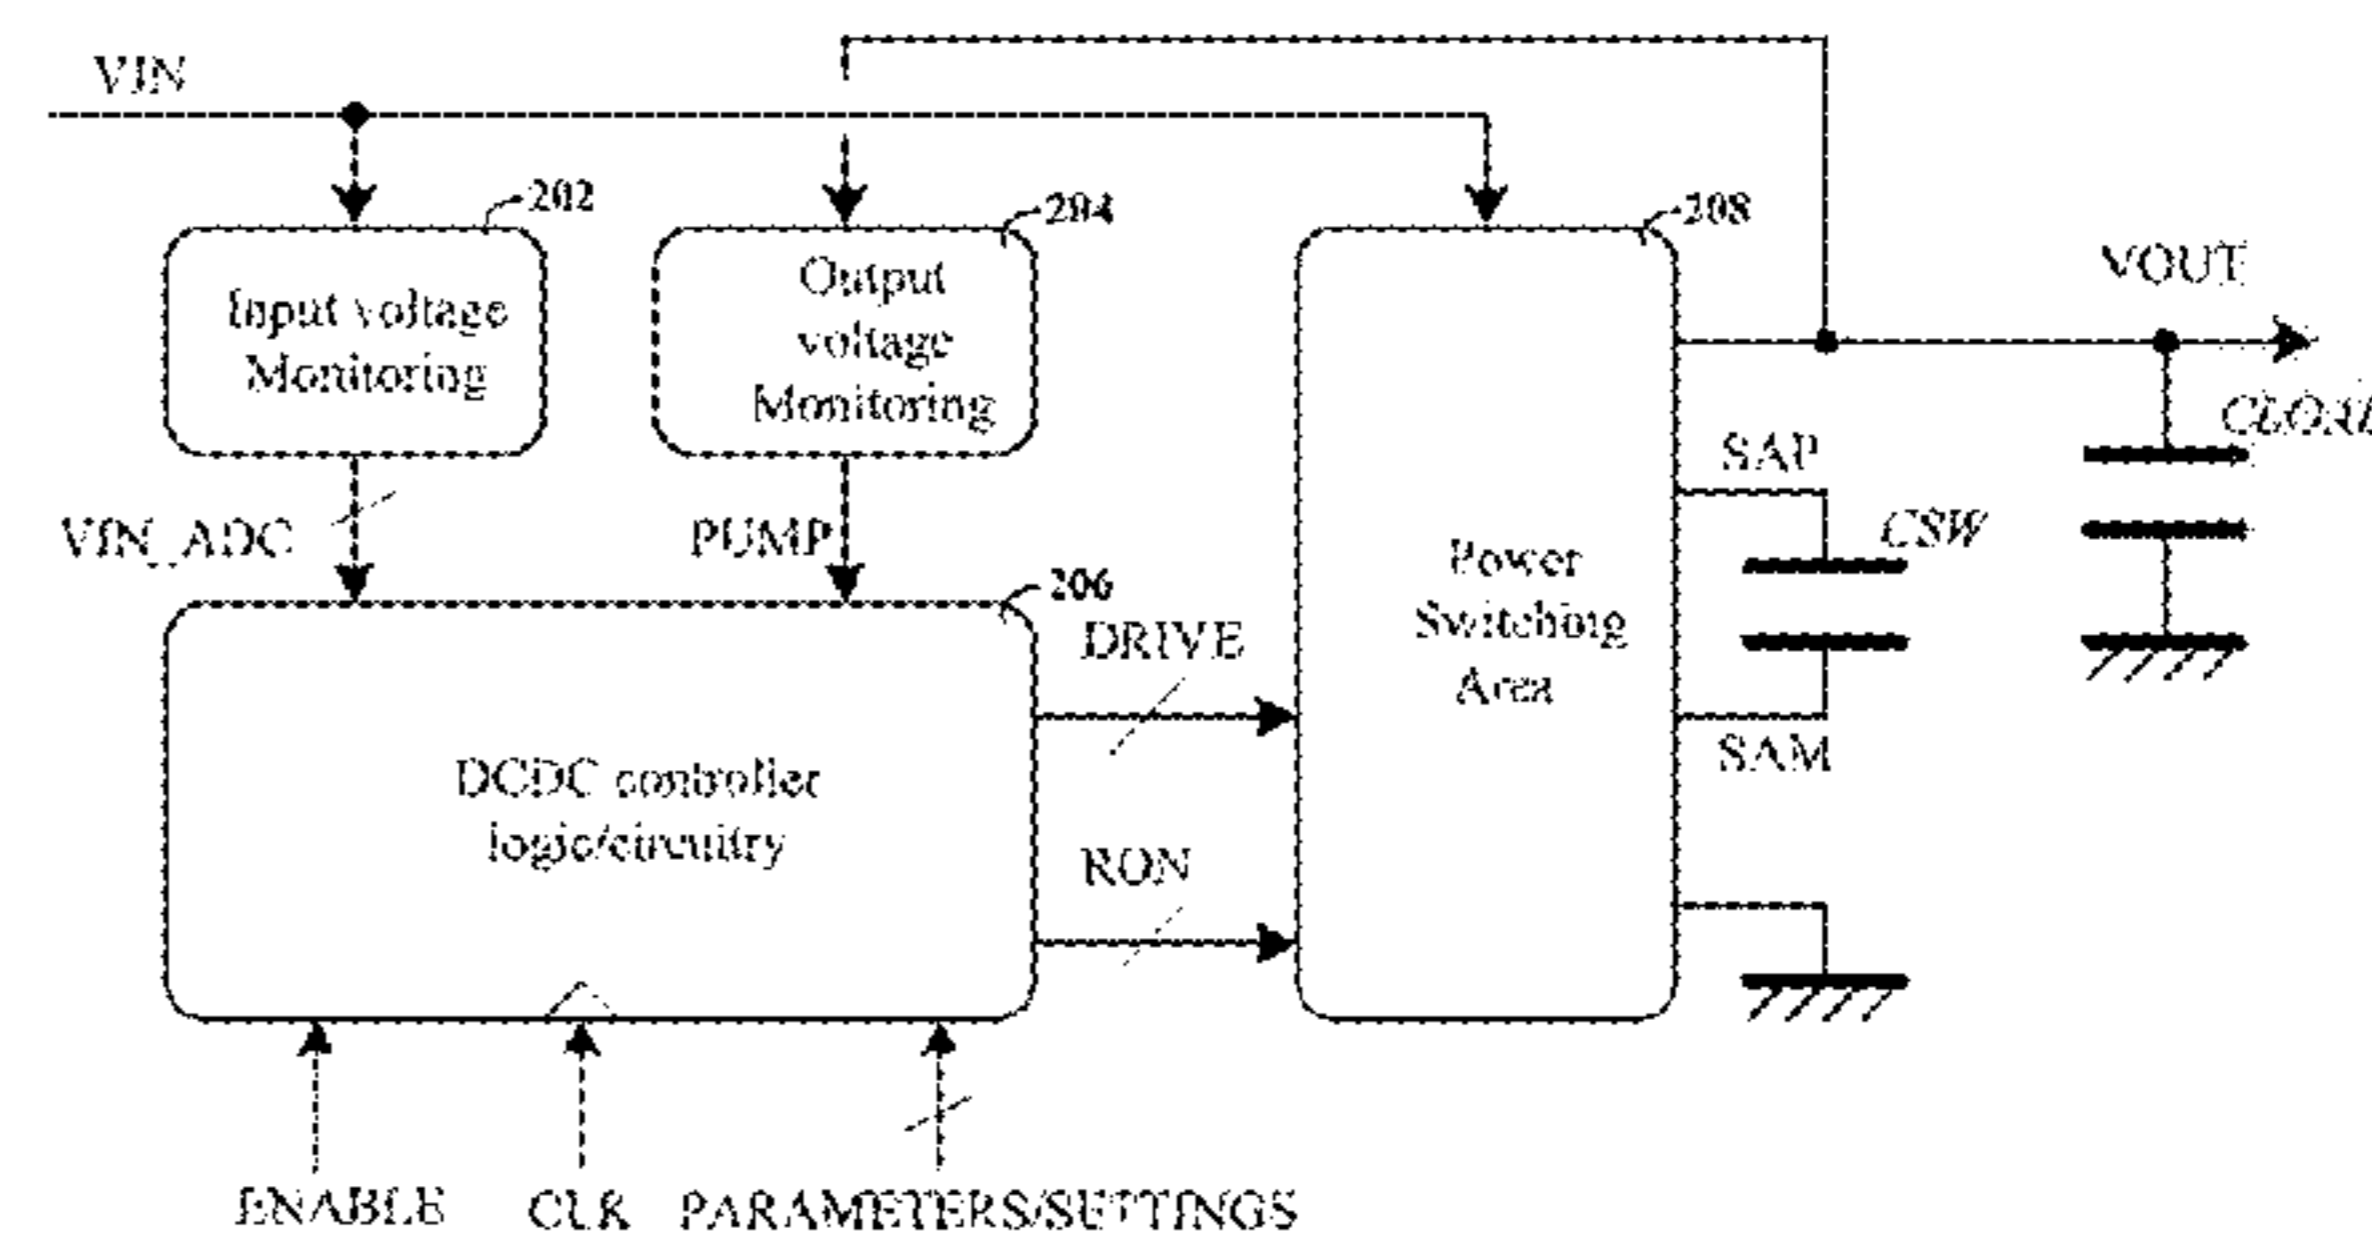 VIN
202
204
208
Input voltage
Monitoring
Output
voltage
Monitoring
VOUT
SAP
CSW
VIN_ADC
PUMP
206
DRIVE
Power
Switching
Area
SAM
DCDC controller
logic/circuitry
RON
ENABLE
CLK
PARAMETERS/SETTINGS